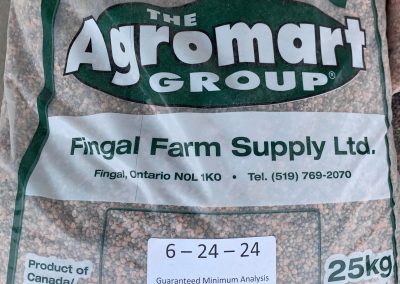 THE
Agromart
GROUP®
Fingal Farm Supply Ltd.
Fingal, Ontario N0L 1K0 • Tel. (519) 769-2070
6 – 24 – 24
Guaranteed Minimum Analysis
Product of
Canada/
25kg